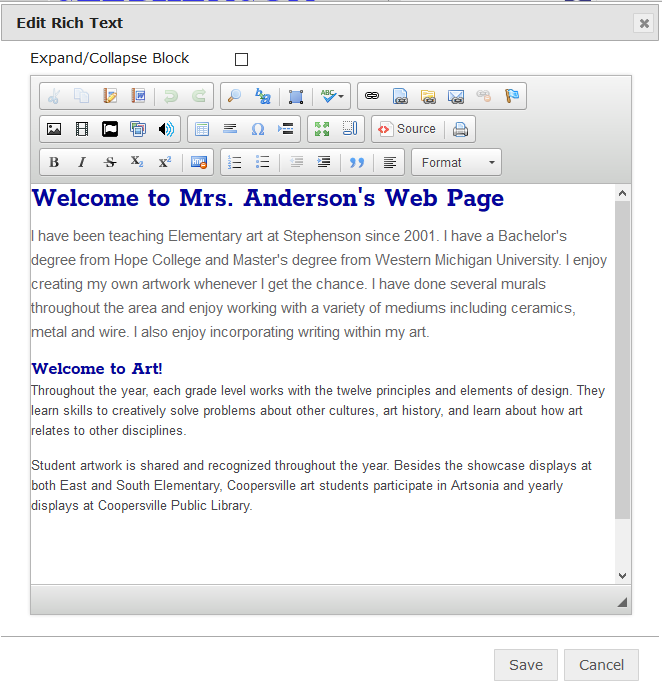 Edit Rich Text
Expand/Collapse Block
ABC
Source
B I S X₂ X²
Format
Welcome to Mrs. Anderson's Web Page
I have been teaching Elementary art at Stephenson since 2001. I have a Bachelor's
degree from Hope College and Master's degree from Western Michigan University. I enjoy
creating my own artwork whenever I get the chance. I have done several murals
throughout the area and enjoy working with a variety of mediums including ceramics,
metal and wire. I also enjoy incorporating writing within my art.
Welcome to Art!
Throughout the year, each grade level works with the twelve principles and elements of design. They
learn skills to creatively solve problems about other cultures, art history, and learn about how art
relates to other disciplines.
Student artwork is shared and recognized throughout the year. Besides the showcase displays at
both East and South Elementary, Coopersville art students participate in Artsonia and yearly
displays at Coopersville Public Library.
Save Cancel